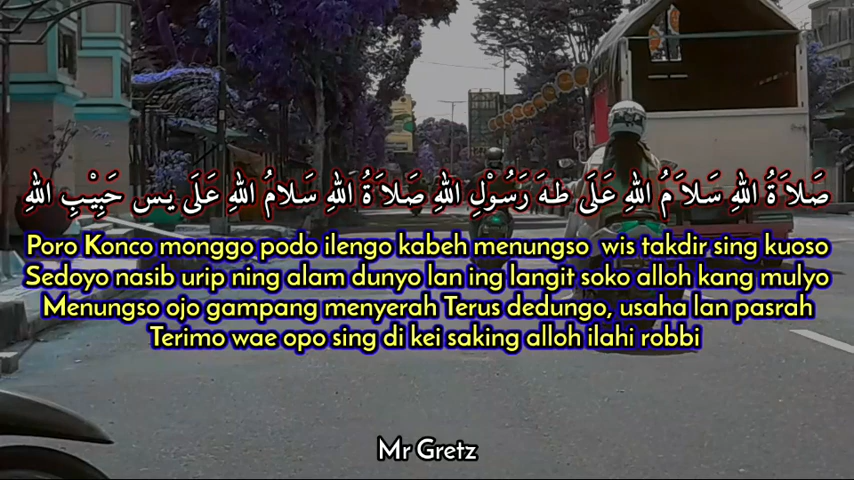 صَلاَةُ اللهِ سَلاَمُ اللهِ عَلَى طٰهَ رَسُوْلِ اللهِ صَلاَةُ اللهِ سَلاَمُ اللهِ عَلَى يـس حَبِيْبِ اللهِ
Poro Konco monggo podo ilengo kabeh menungso wis takdir sing kuoso
Sedoyo nasib urip ning alam dunyo lan ing langit soko alloh kang mulyo
Menungso ojo gampang menyerah Terus dedungo, usaha lan pasrah
Terimo wae opo sing di kei saking alloh ilahi robbi
Mr Gretz